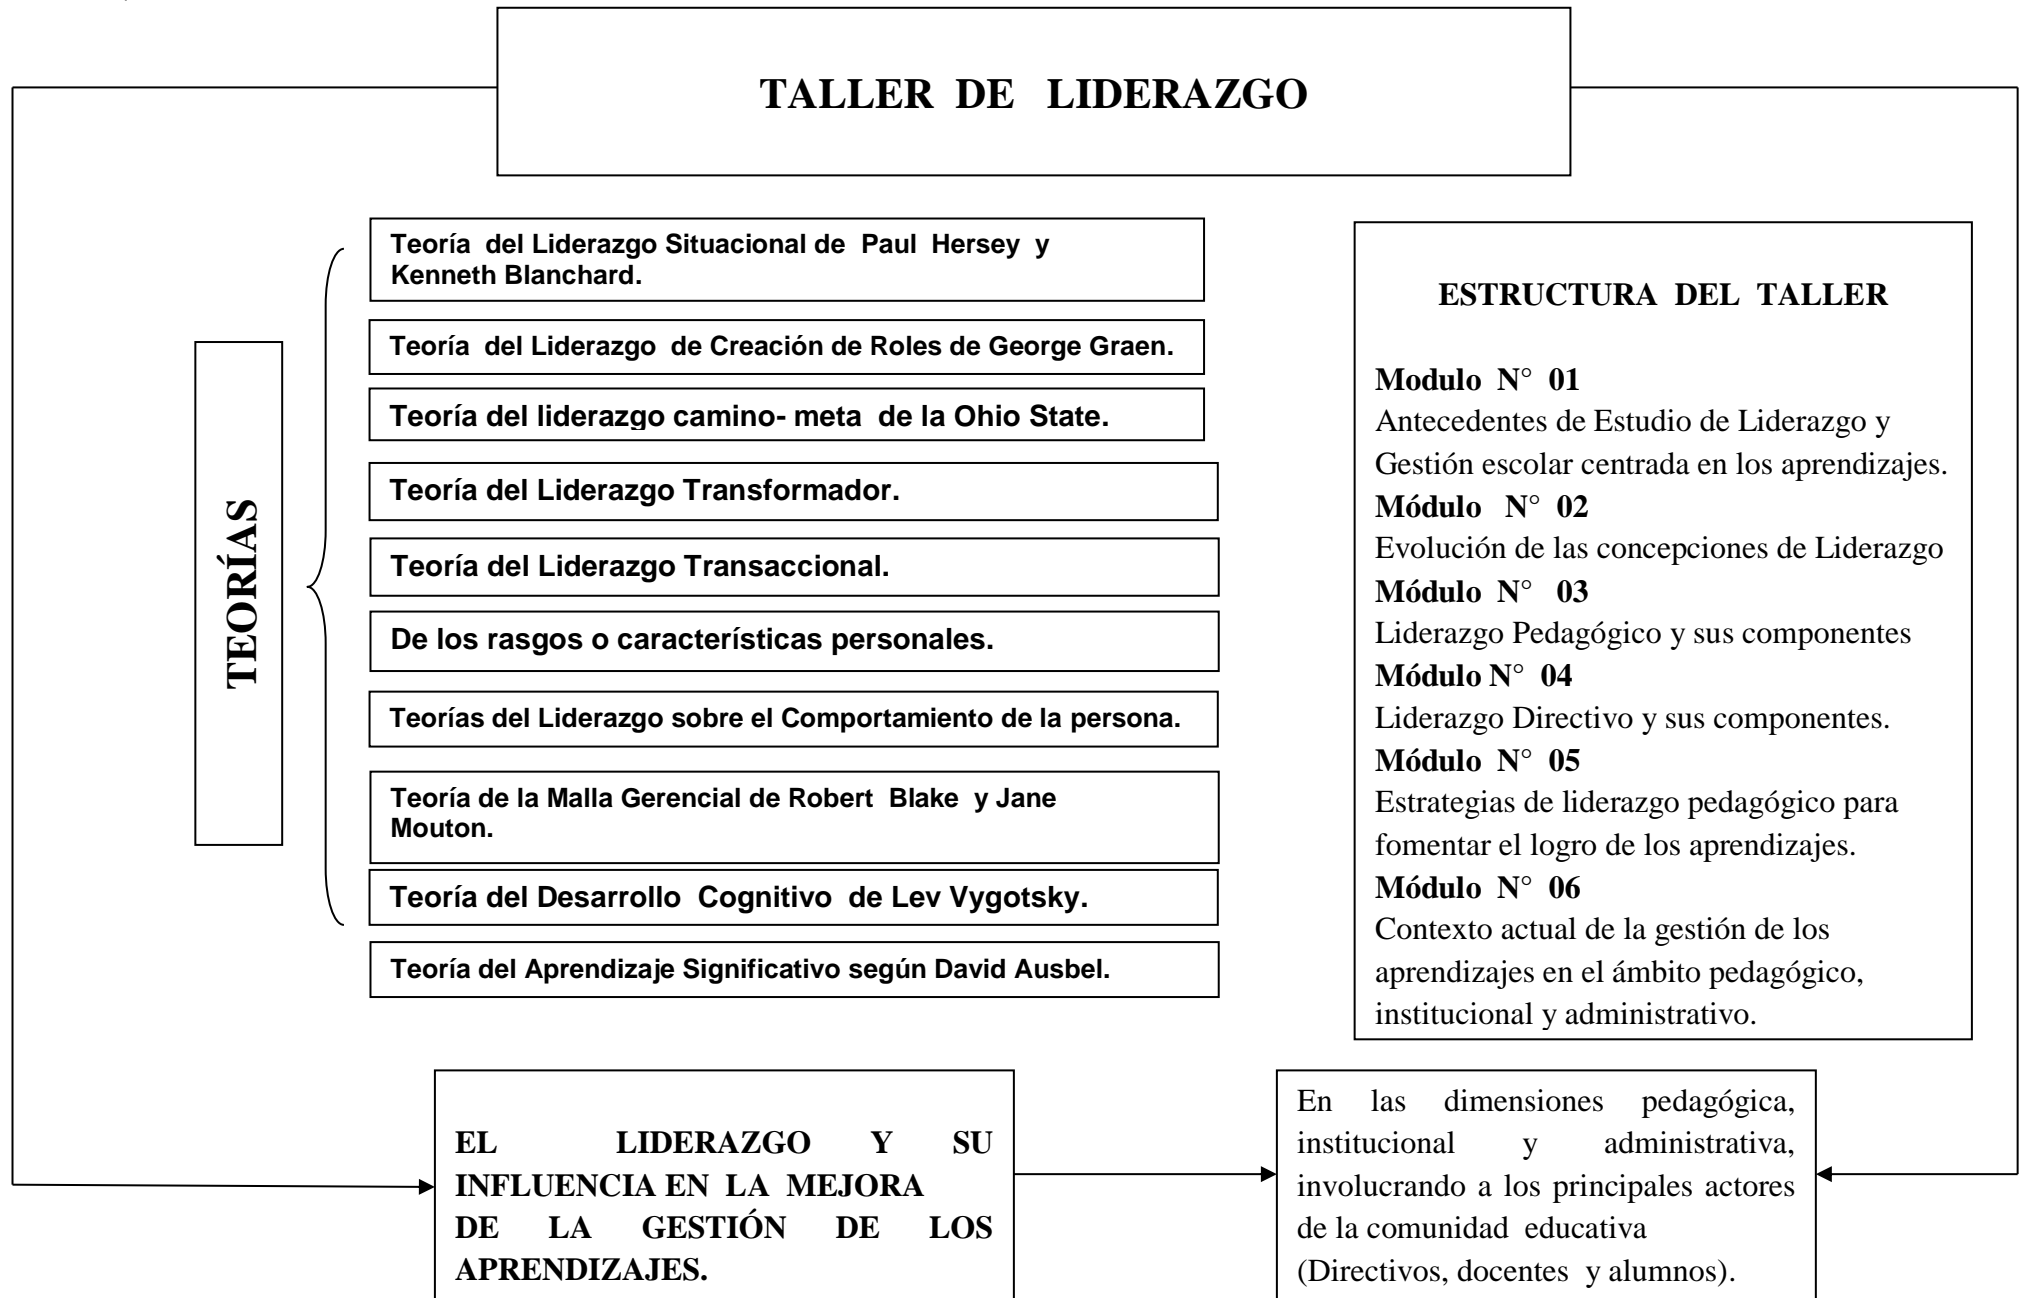 TALLER DE LIDERAZGO
TEORÍAS
Teoría del Liderazgo Situacional de Paul Hersey y
Kenneth Blanchard.
Teoría del Liderazgo de Creación de Roles de George Graen.
Teoría del liderazgo camino- meta de la Ohio State.
Teoría del Liderazgo Transformador.
Teoría del Liderazgo Transaccional.
De los rasgos o características personales.
Teorías del Liderazgo sobre el Comportamiento de la persona.
Teoría de la Malla Gerencial de Robert Blake y Jane
Mouton.
Teoría del Desarrollo Cognitivo de Lev Vygotsky.
Teoría del Aprendizaje Significativo según David Ausbel.
ESTRUCTURA DEL TALLER
Modulo N° 01
Antecedentes de Estudio de Liderazgo y
Gestión escolar centrada en los aprendizajes.
Módulo N° 02
Evolución de las concepciones de Liderazgo
Módulo N° 03
Liderazgo Pedagógico y sus componentes
Módulo N° 04
Liderazgo Directivo y sus componentes.
Módulo N° 05
Estrategias de liderazgo pedagógico para
fomentar el logro de los aprendizajes.
Módulo N° 06
Contexto actual de la gestión de los
aprendizajes en el ámbito pedagógico,
institucional y administrativo.
EL LIDERAZGO Y SU
INFLUENCIA EN LA MEJORA
DE LA GESTIÓN DE LOS
APRENDIZAJES.
En las dimensiones pedagógica,
institucional y administrativa,
involucrando a los principales actores
de la comunidad educativa
(Directivos, docentes y alumnos).